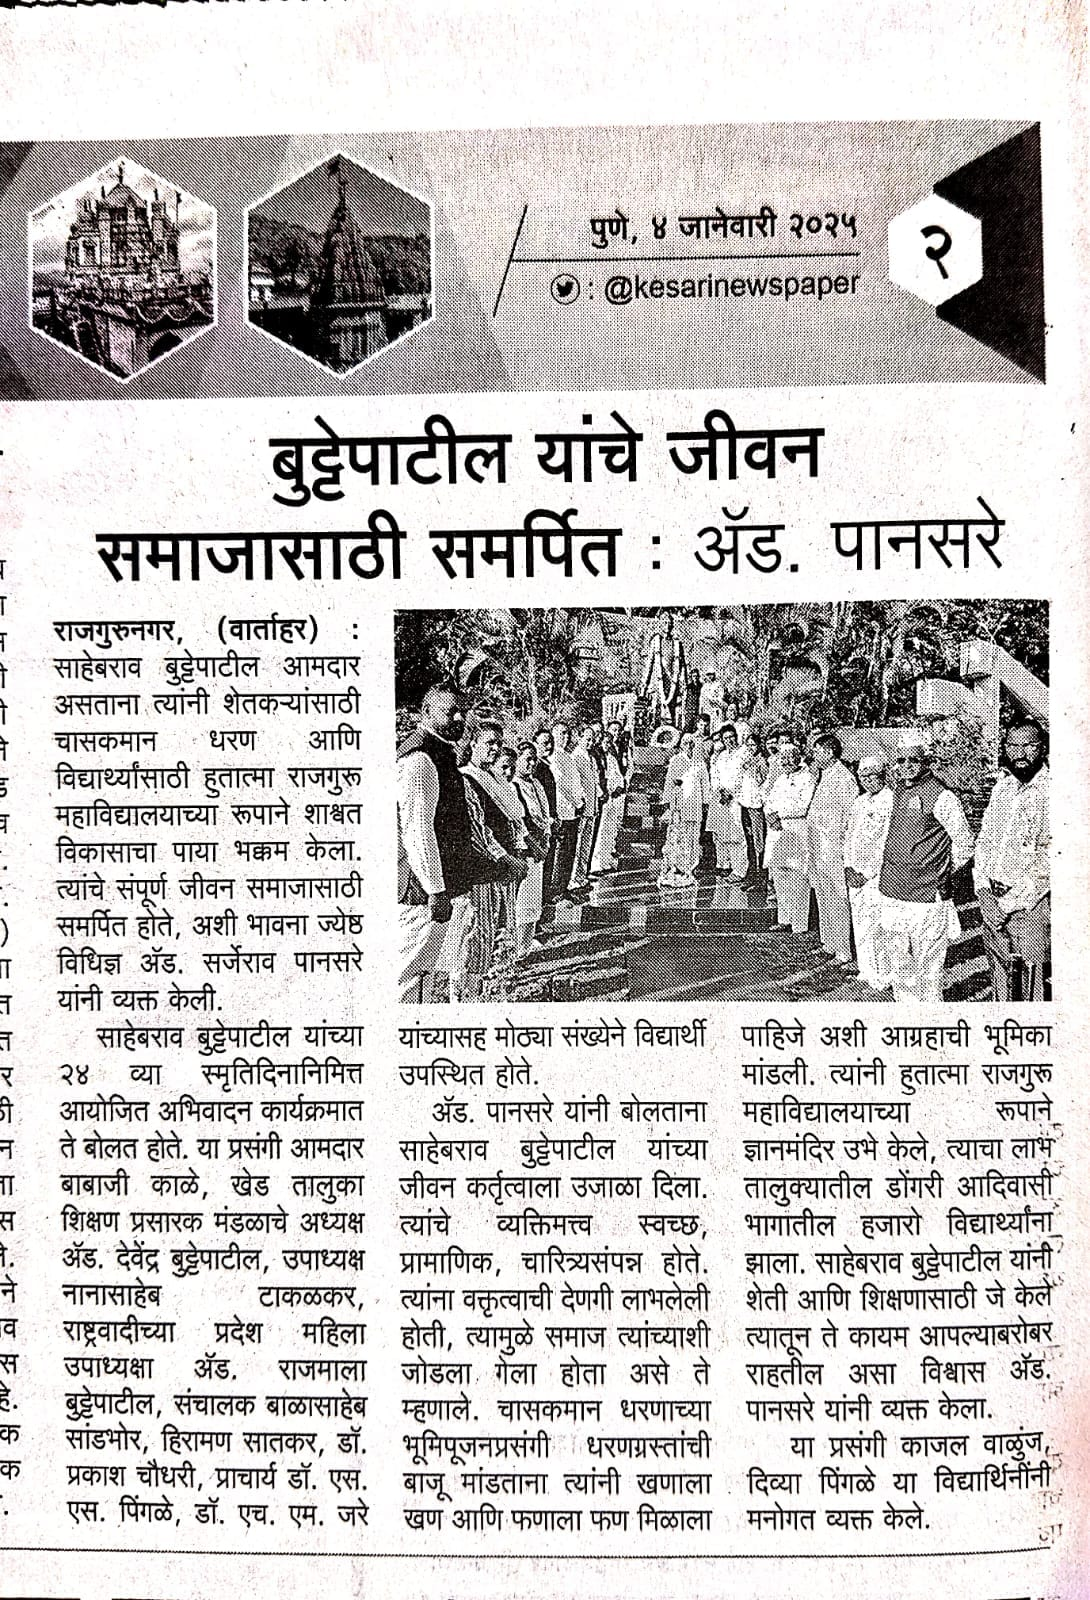 पुणे, ४ जानेवारी २०२५
: @kesarinewspaper
२
बुट्टेपाटील यांचे जीवन
समाजासाठी समर्पित : ॲड. पानसरे
राजगुरुनगर, (वार्ताहर) :
साहेबराव बुट्टेपाटील आमदार
असताना त्यांनी शेतकऱ्यांसाठी
चासकमान धरण आणि
विद्यार्थ्यांसाठी हुतात्मा राजगुरू
महाविद्यालयाच्या रूपाने शाश्वत
विकासाचा पाया भक्कम केला.
त्यांचे संपूर्ण जीवन समाजासाठी
समर्पित होते, अशी भावना ज्येष्ठ
विधिज्ञ ॲड. सर्जेराव पानसरे
यांनी व्यक्त केली.
साहेबराव बुट्टेपाटील यांच्या
२४ व्या स्मृतिदिनानिमित्त
आयोजित अभिवादन कार्यक्रमात
ते बोलत होते. या प्रसंगी आमदार
बाबाजी काळे, खेड तालुका
शिक्षण प्रसारक मंडळाचे अध्यक्ष
ॲड. देवेंद्र बुट्टेपाटील, उपाध्यक्ष
नानासाहेब टाकळकर,
राष्ट्रवादीच्या प्रदेश महिला
उपाध्यक्षा ॲड. राजमाला
बुट्टेपाटील, संचालक बाळासाहेब
सांडभोर, हिरामण सातकर, डॉ.
प्रकाश चौधरी, प्राचार्य डॉ. एस.
एस. पिंगळे, डॉ. एच. एम. जरे
यांच्यासह मोठ्या संख्येने विद्यार्थी
उपस्थित होते.
ॲड. पानसरे यांनी बोलताना
साहेबराव बुट्टेपाटील यांच्या
जीवन कर्तृत्वाला उजाळा दिला.
त्यांचे व्यक्तिमत्त्व स्वच्छ,
प्रामाणिक, चारित्र्यसंपन्न होते.
त्यांना वक्तृत्वाची देणगी लाभलेली
होती, त्यामुळे समाज त्यांच्याशी
जोडला गेला होता असे ते
म्हणाले. चासकमान धरणाच्या
भूमिपूजनप्रसंगी धरणग्रस्तांची
बाजू मांडताना त्यांनी खणाला
खण आणि फणाला फण मिळाला
पाहिजे अशी आग्रहाची भूमिका
मांडली. त्यांनी हुतात्मा राजगुरू
महाविद्यालयाच्या रूपाने
ज्ञानमंदिर उभे केले, त्याचा लाभ
तालुक्यातील डोंगरी आदिवासी
भागातील हजारो विद्यार्थ्यांना
झाला. साहेबराव बुट्टेपाटील यांनी
शेती आणि शिक्षणासाठी जे केले
त्यातून ते कायम आपल्याबरोबर
राहतील असा विश्वास ॲड.
पानसरे यांनी व्यक्त केला.
या प्रसंगी काजल वाळुंज,
दिव्या पिंगळे या विद्यार्थिनींनी
मनोगत व्यक्त केले.